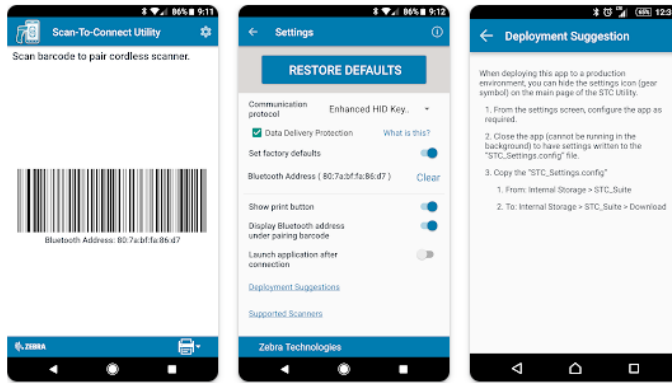 86% 9:11
Scan-To-Connect Utility
Scan barcode to pair cordless scanner.
Bluetooth Address: 80:7a:bf:fa:86:d7
ZEBRA
86% 9:12
Settings
RESTORE DEFAULTS
Communication
protocol
Enhanced HID Key..
Data Delivery Protection
What is this?
Set factory defaults
Bluetooth Address ( 80:7a:bf:fa:86:d7 )
Clear
Show print button
Display Bluetooth address
under pairing barcode
Launch application after
connection
Deployment Suggestions
Supported Scanners
Zebra Technologies
12:3
Deployment Suggestion
When deploying this app to a production
environment, you can hide the settings icon (gear
symbol) on the main page of the STC Utility.
1. From the settings screen, configure the app as
required.
2. Close the app (cannot be running in the
background) to have settings written to the
"STC_Settings.config" file.
3. Copy the "STC_Settings.config"
1. From: Internal Storage > STC_Suite
2. To: Internal Storage > STC_Suite > Download